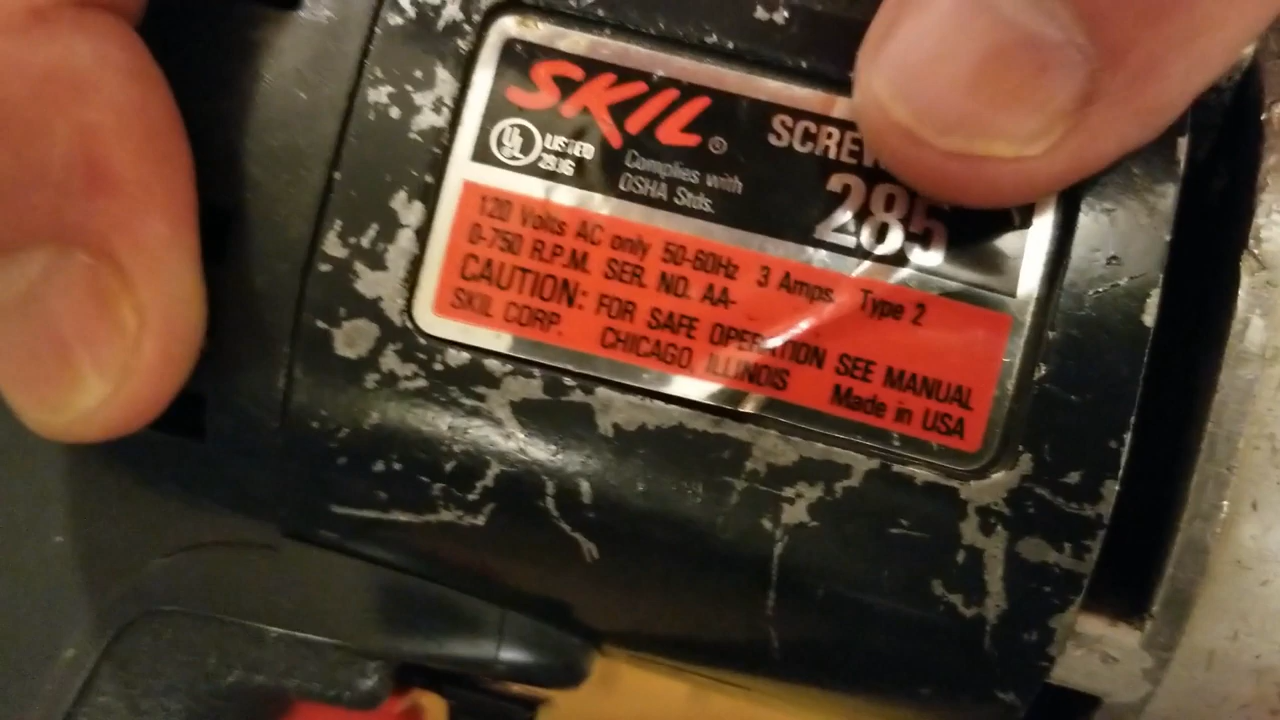 SKIL®
SCREW
UL LISTED
Complies with
OSHA Stds.
285
120 Volts AC only 50-60Hz 3 Amps. Type 2
0-750 R.P.M. SER. NO. AA-
CAUTION: FOR SAFE OPERATION SEE MANUAL
SKIL CORP. CHICAGO, ILLINOIS Made in USA